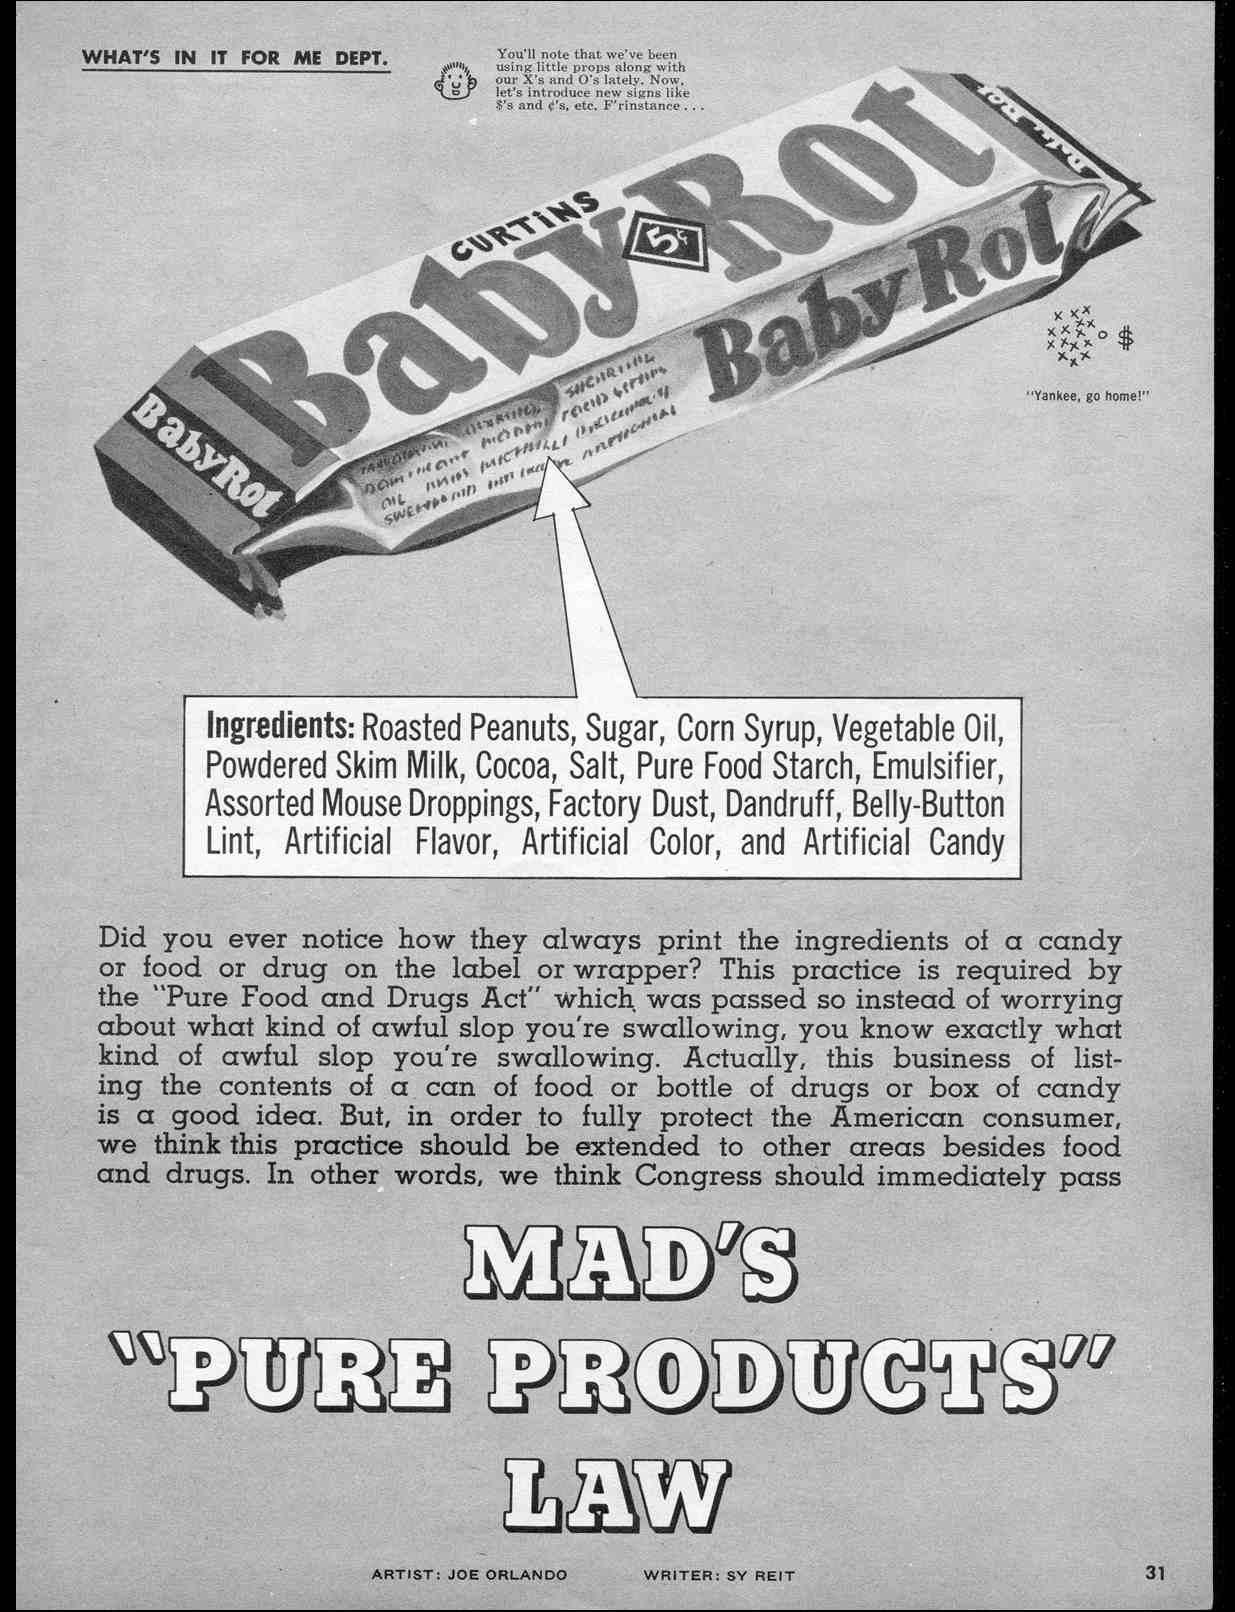 WHAT'S IN IT FOR ME DEPT.
You'll note that we've been
using little props along with
our X's and O's lately. Now,
let's introduce new signs like
$'s and ¢'s, etc. F'rinstance . . .
CURTiNS
BabyRot
5¢
BabyRot
BabyRot
Baby Rot
OIL
x x x
x x x x
x x x x o $
x x x x
x x x
"Yankee, go home!"
Ingredients: Roasted Peanuts, Sugar, Corn Syrup, Vegetable Oil,
Powdered Skim Milk, Cocoa, Salt, Pure Food Starch, Emulsifier,
Assorted Mouse Droppings, Factory Dust, Dandruff, Belly-Button
Lint, Artificial Flavor, Artificial Color, and Artificial Candy
Did you ever notice how they always print the ingredients of a candy
or food or drug on the label or wrapper? This practice is required by
the "Pure Food and Drugs Act" which was passed so instead of worrying
about what kind of awful slop you're swallowing, you know exactly what
kind of awful slop you're swallowing. Actually, this business of list-
ing the contents of a can of food or bottle of drugs or box of candy
is a good idea. But, in order to fully protect the American consumer,
we think this practice should be extended to other areas besides food
and drugs. In other words, we think Congress should immediately pass
MAD'S
"PURE PRODUCTS"
LAW
ARTIST: JOE ORLANDO WRITER: SY REIT
31